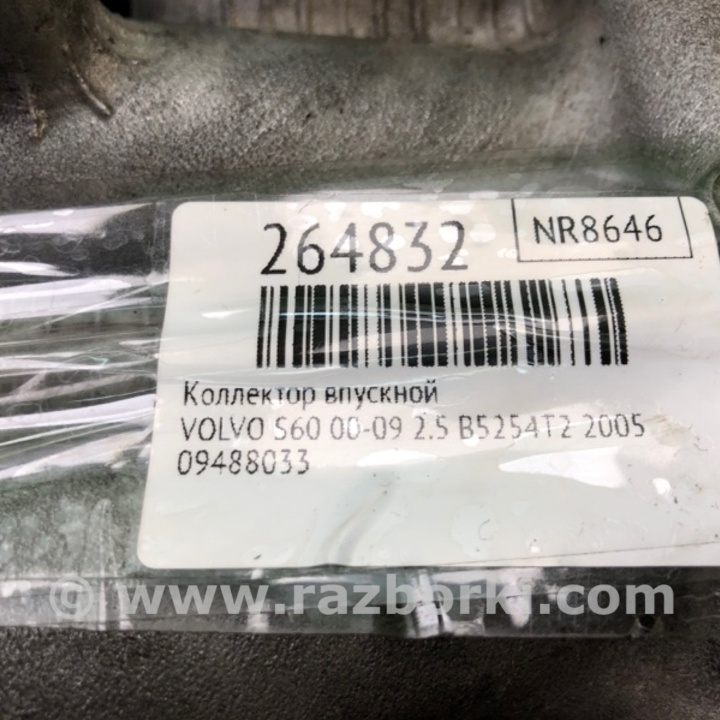 264832
NR8646
Коллектор впускной
VOLVO S60 00-09 2.5 B5254T2 2005
09488033
© www.razborki.com